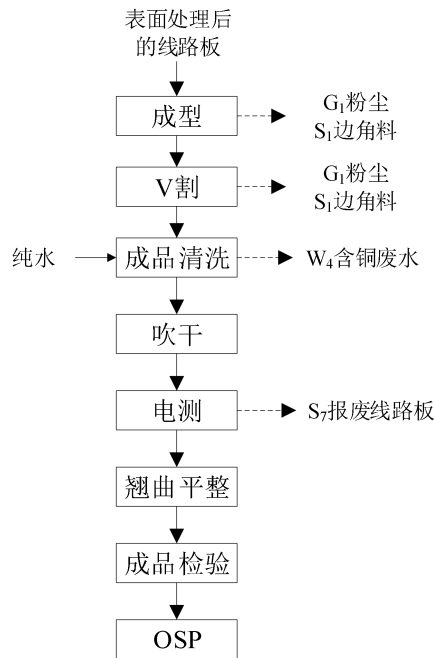 表面处理后
的线路板
成型
G₁粉尘
S₁边角料
V割
G₁粉尘
S₁边角料
纯水
成品清洗
W₄含铜废水
吹干
电测
S₇报废线路板
翘曲平整
成品检验
OSP